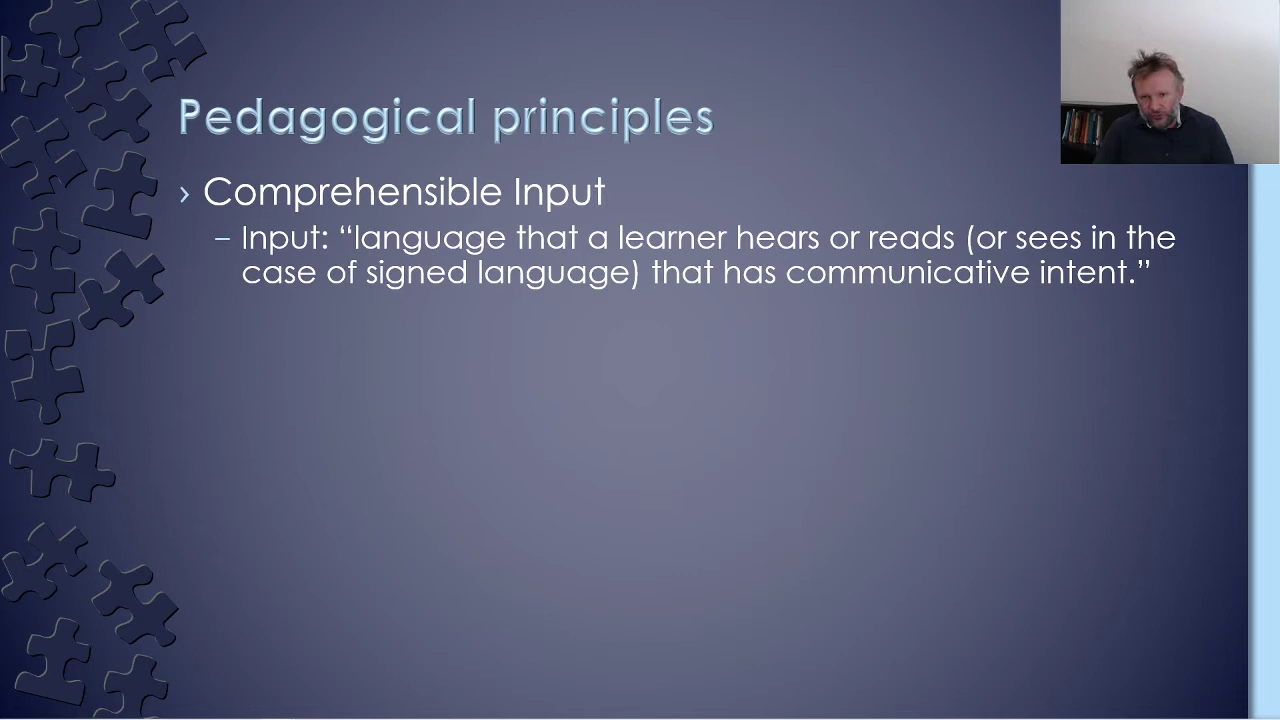 Pedagogical principles
› Comprehensible Input
– Input: “language that a learner hears or reads (or sees in the
case of signed language) that has communicative intent.”